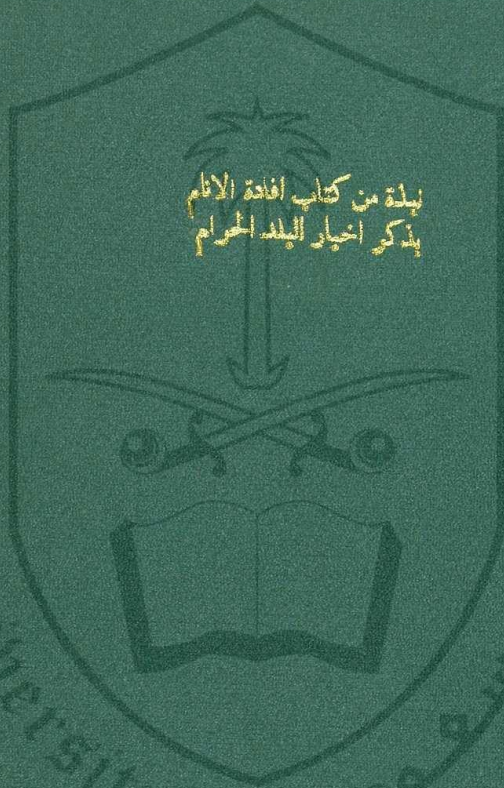 نبذة من كتاب افادة الانام
بذكر اخبار البلد الحرام